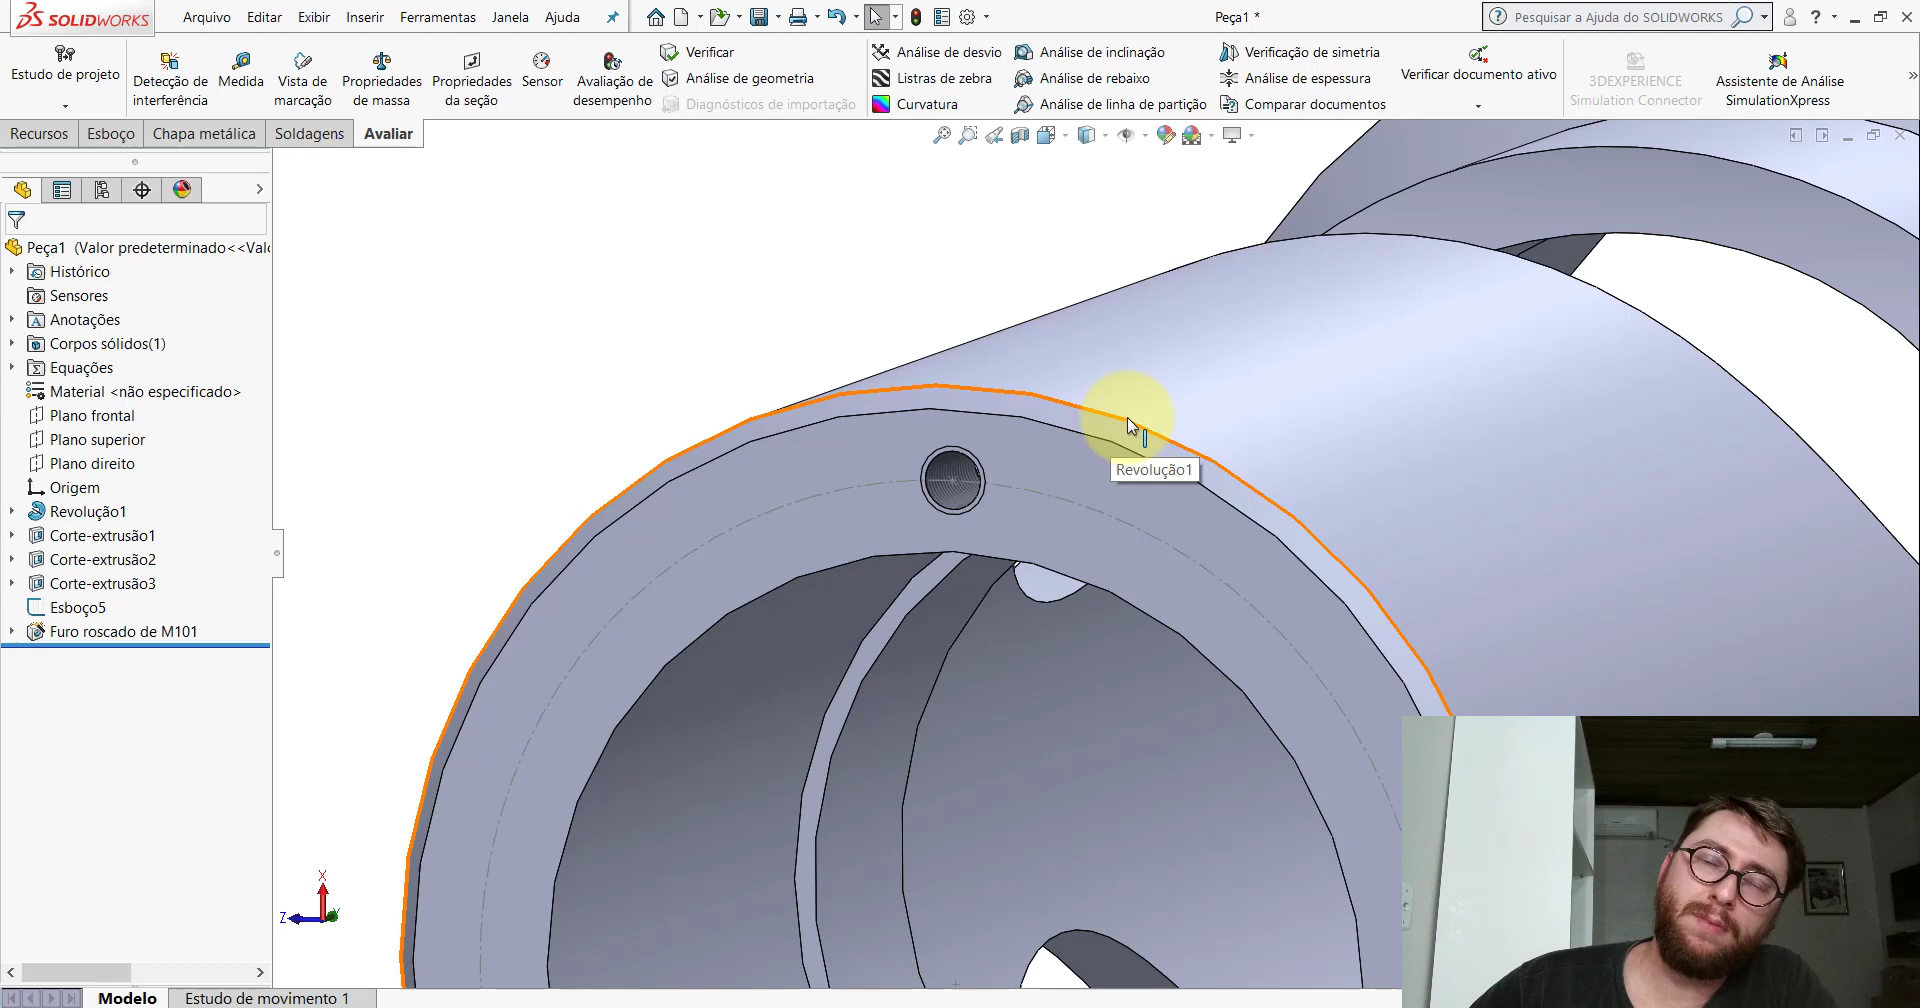 SOLIDWORKS
Arquivo Editar Exibir Inserir Ferramentas Janela Ajuda
Peça1 *
Pesquisar a Ajuda do SOLIDWORKS
Estudo de projeto
Detecção de interferência
Medida
Vista de marcação
Propriedades de massa
Propriedades da seção
Sensor
Avaliação de desempenho
Verificar
Análise de geometria
Diagnósticos de importação
Análise de desvio
Listras de zebra
Curvatura
Análise de inclinação
Análise de rebaixo
Análise de linha de partição
Verificação de simetria
Análise de espessura
Comparar documentos
Verificar documento ativo
3DEXPERIENCE
Simulation Connector
Assistente de Análise
SimulationXpress
Recursos Esboço Chapa metálica Soldagens Avaliar
Peça1 (Valor predeterminado<<Val
Histórico
Sensores
Anotações
Corpos sólidos(1)
Equações
Material <não especificado>
Plano frontal
Plano superior
Plano direito
Origem
Revolução1
Corte-extrusão1
Corte-extrusão2
Corte-extrusão3
Esboço5
Furo roscado de M101
Revolução1
X
Z
Y
Modelo Estudo de movimento 1